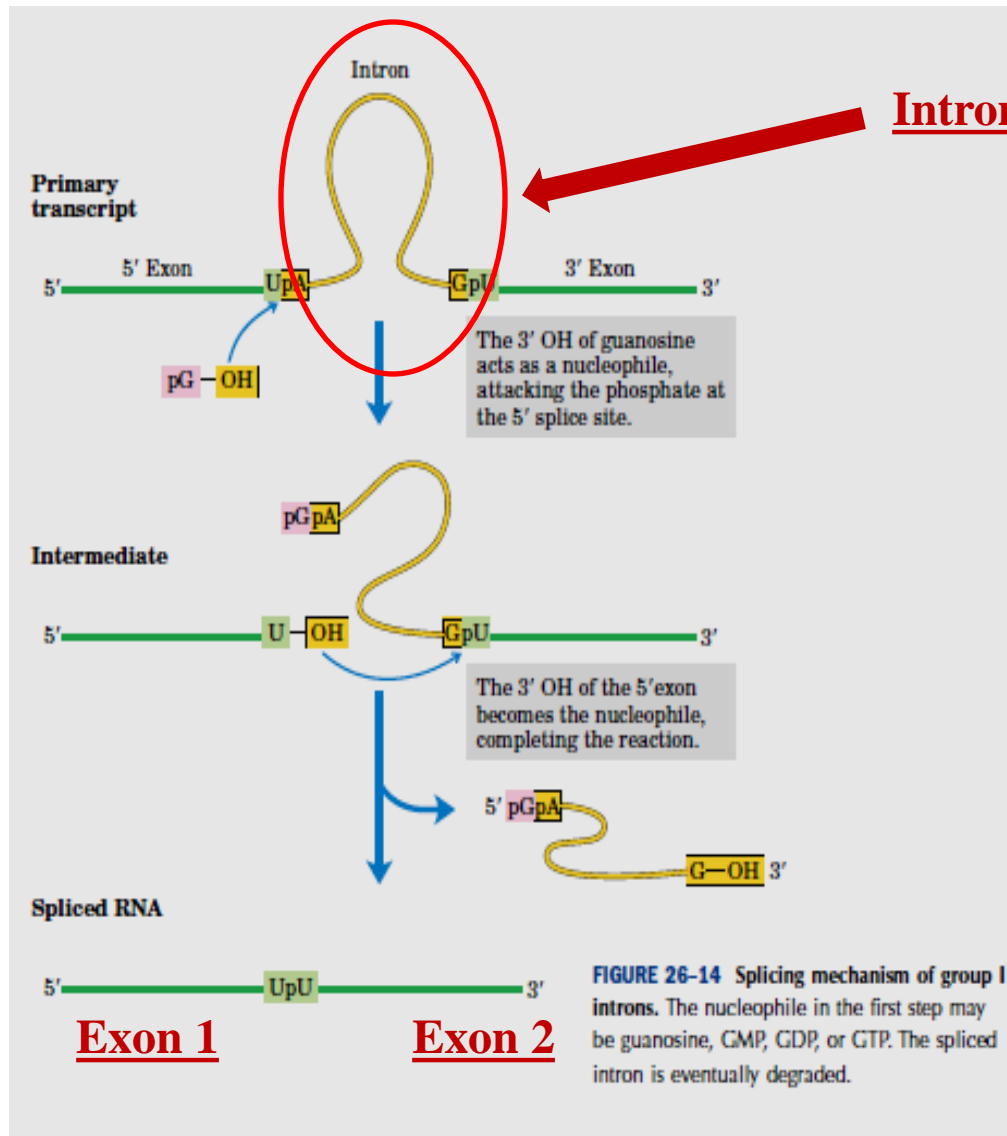 Intron
Primary
transcript
5′ 5′ Exon UpA GpU 3′ Exon 3′
pG OH
The 3′ OH of guanosine
acts as a nucleophile,
attacking the phosphate at
the 5′ splice site.
pGpA
Intermediate
5′ U OH GpU 3′
The 3′ OH of the 5′exon
becomes the nucleophile,
completing the reaction.
5′ pGpA
G—OH 3′
Spliced RNA
5′ UpU 3′
Exon 1 Exon 2
FIGURE 26–14 Splicing mechanism of group I
introns. The nucleophile in the first step may
be guanosine, GMP, GDP, or GTP. The spliced
intron is eventually degraded.